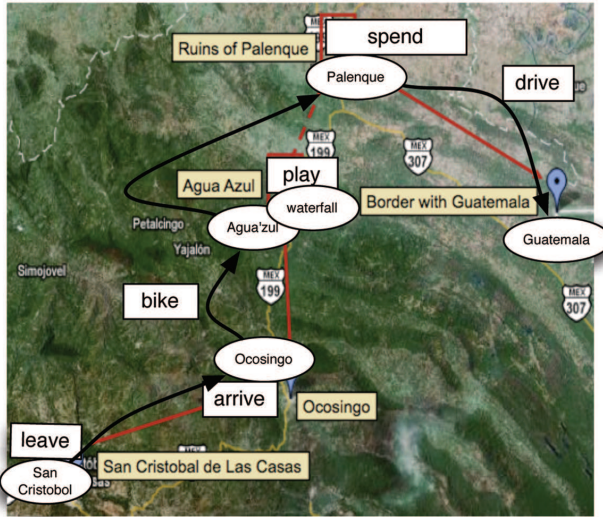 spend
Ruins of Palenque
Palenque
drive
MEX
199
MEX
307
play
Agua Azul
waterfall
Border with Guatemala
Agua'zul
Guatemala
Petalcingo
Yajalón
Simojovel
MEX
199
MEX
307
bike
Ocosingo
arrive
Ocosingo
leave
San Cristobal de Las Casas
San
Cristobol